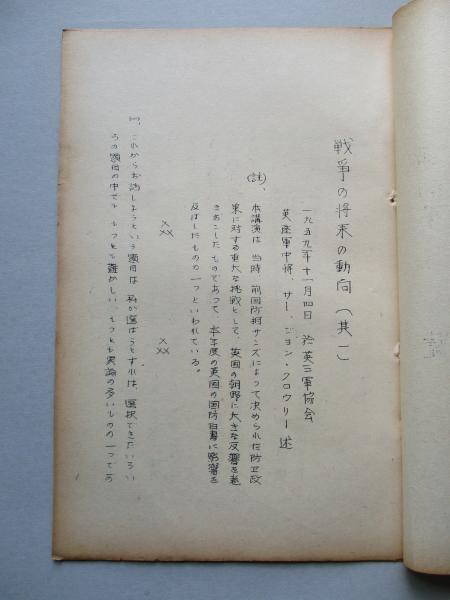 戦争の将来の動向（其一）
一九五九年十一月四日　於英三軍協会
英陸軍中将、サー、ジョン・クロウリー述
（註）、
本講演は、当時、前国防相サンズによって決められた防卫政
策に対する重大な挑戦として、英国の朝野に大きな反響を巻
きおこしたものであって、本年度の英国の国防白書に影響を
及ぼしたものの一つといわれている。
××× ×××
(一)、これからお話しようという題目は、私が選ぼうとすれば、選択できたいろい
ろの題目の中でも、もっとも難かしい、もっとも異論の多いものの一つであ